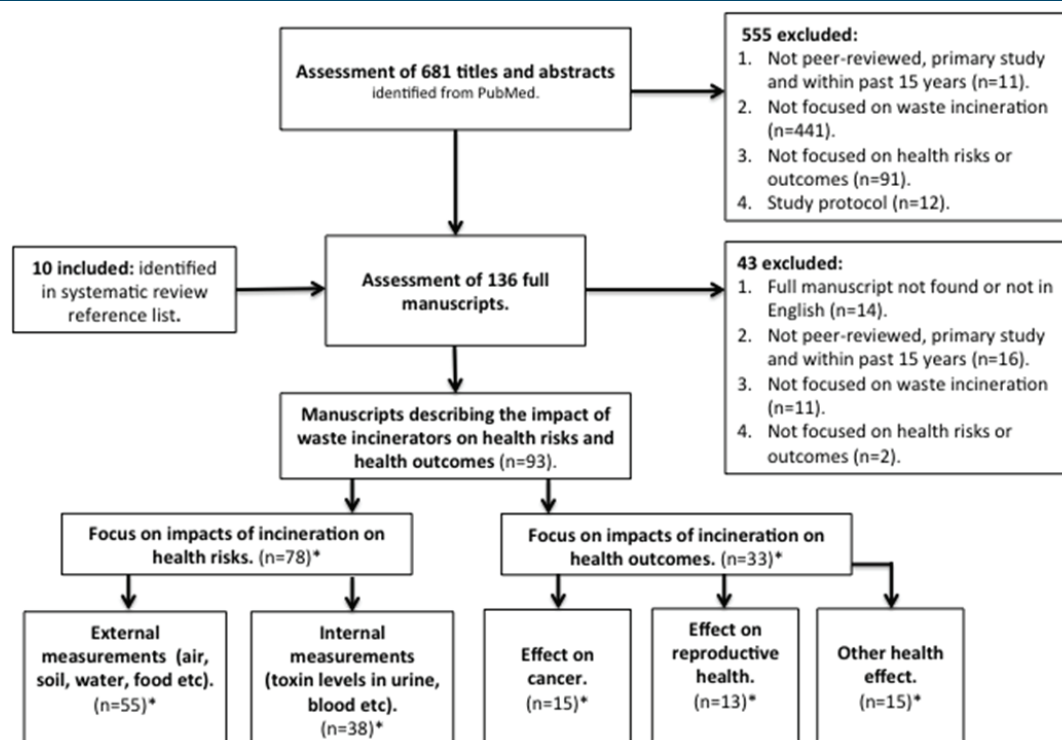 Assessment of 681 titles and abstracts
identified from PubMed.
555 excluded:
1. Not peer-reviewed, primary study
and within past 15 years (n=11).
2. Not focused on waste incineration
(n=441).
3. Not focused on health risks or
outcomes (n=91).
4. Study protocol (n=12).
10 included: identified
in systematic review
reference list.
Assessment of 136 full
manuscripts.
43 excluded:
1. Full manuscript not found or not in
English (n=14).
2. Not peer-reviewed, primary study
and within past 15 years (n=16).
3. Not focused on waste incineration
(n=11).
4. Not focused on health risks or
outcomes (n=2).
Manuscripts describing the impact of
waste incinerators on health risks and
health outcomes (n=93).
Focus on impacts of incineration on
health risks. (n=78)*
Focus on impacts of incineration on
health outcomes. (n=33)*
External
measurements (air,
soil, water, food etc).
(n=55)*
Internal
measurements
(toxin levels in urine,
blood etc).
(n=38)*
Effect on
cancer.
(n=15)*
Effect on
reproductive
health.
(n=13)*
Other health
effect.
(n=15)*